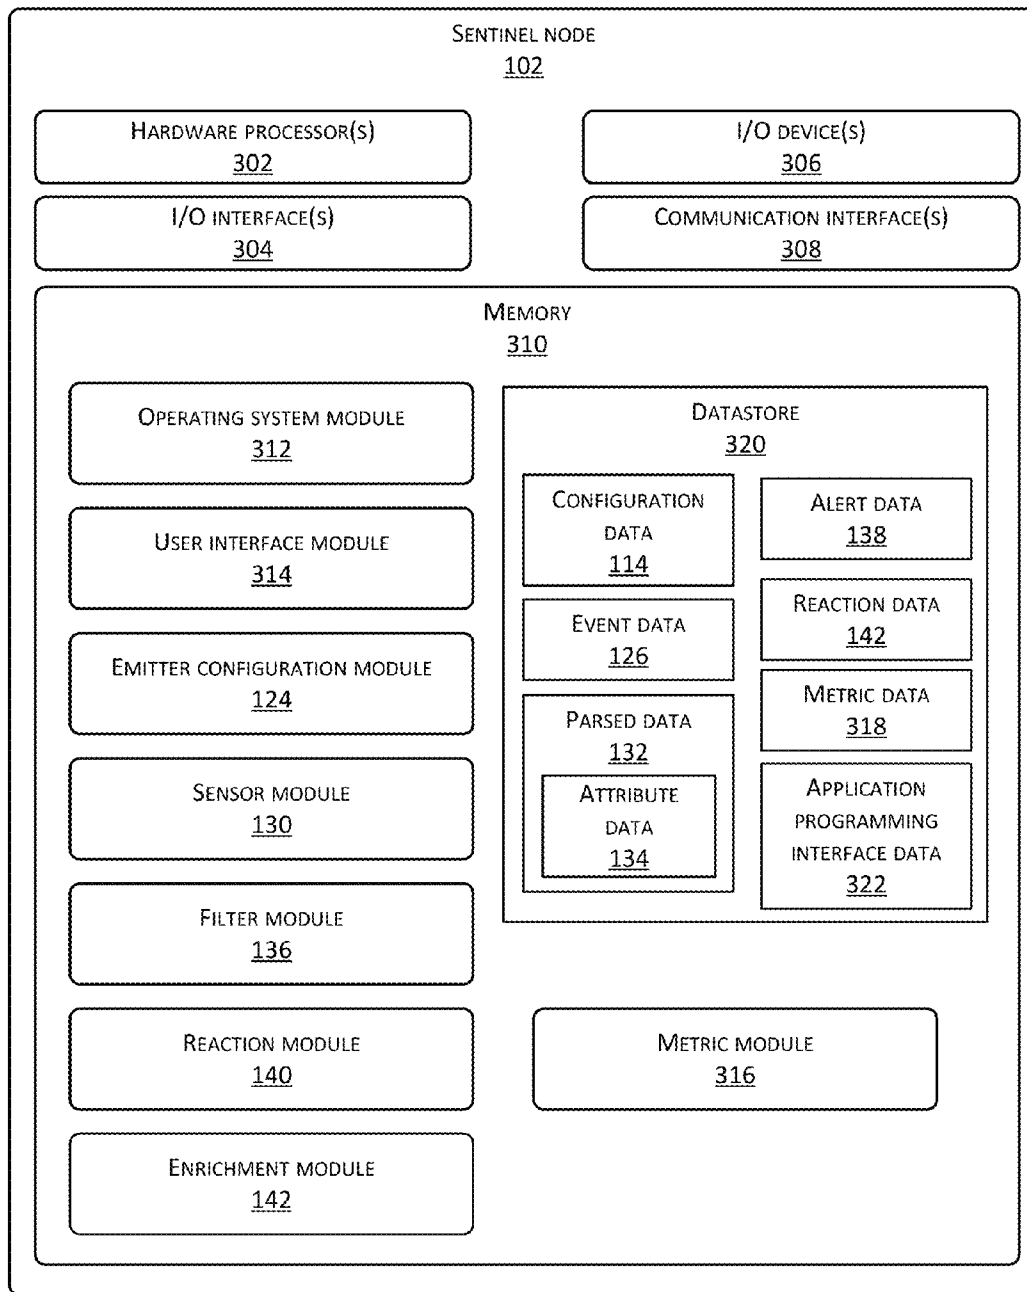 SENTINEL NODE
102
HARDWARE PROCESSOR(S)
302
I/O DEVICE(S)
306
I/O INTERFACE(S)
304
COMMUNICATION INTERFACE(S)
308
MEMORY
310
OPERATING SYSTEM MODULE
312
USER INTERFACE MODULE
314
EMITTER CONFIGURATION MODULE
124
SENSOR MODULE
130
FILTER MODULE
136
REACTION MODULE
140
ENRICHMENT MODULE
142
DATASTORE
320
CONFIGURATION
DATA
114
EVENT DATA
126
PARSED DATA
132
ATTRIBUTE
DATA
134
ALERT DATA
138
REACTION DATA
142
METRIC DATA
318
APPLICATION
PROGRAMMING
INTERFACE DATA
322
METRIC MODULE
316